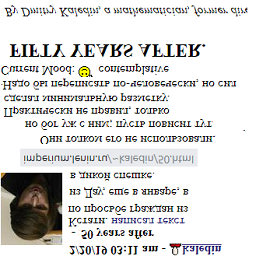 2/20/19 03:11 am - kaledin
- 50 years after
Кстати, написал текст
по просьбе граждан из
из Дау, еще в январе, в
в дикой спешке.
imperium.lenin.ru/~kaledin/50.html
Они толком его не использовали.
но бог уж с ним; пусть повисит тут.
Практически не правил, только
сделал минимальную разметку.
Надо бы переписать по-человечески, но сил
Current Mood: contemplative
FIFTY YEARS AFTER.
By Dmitry Kaledin, a mathematician, former dir